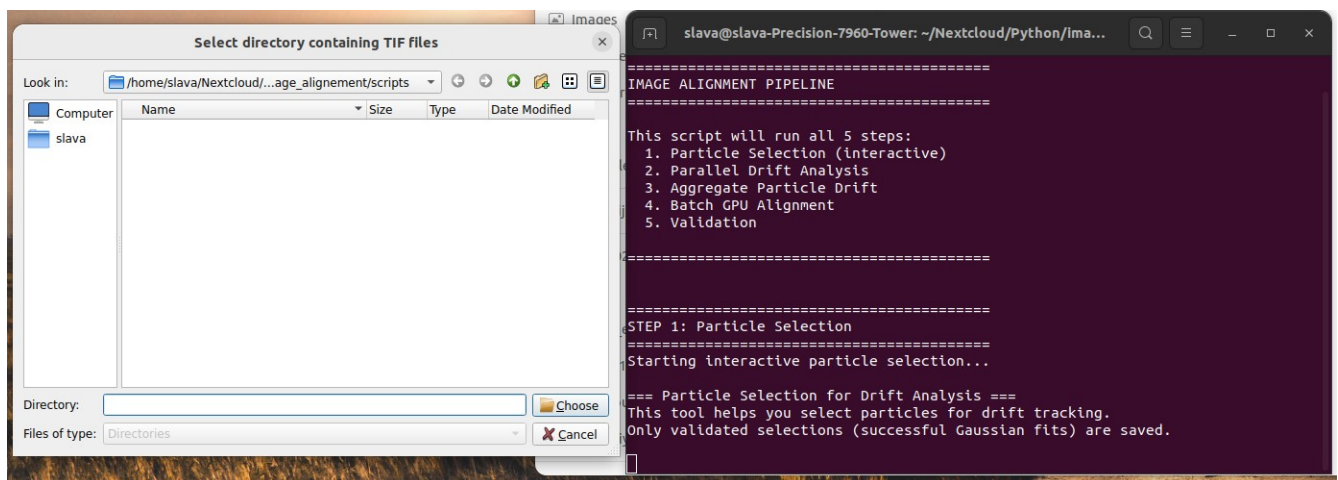 Images
Select directory containing TIF files
Look in:
/home/slava/Nextcloud/...age_alignement/scripts
Computer
slava
Name
Size
Type
Date Modified
Directory:
Choose
Files of type:
Directories
Cancel
slava@slava-Precision-7960-Tower: ~/Nextcloud/Python/ima...
==========================================
IMAGE ALIGNMENT PIPELINE
==========================================
This script will run all 5 steps:
1. Particle Selection (interactive)
2. Parallel Drift Analysis
3. Aggregate Particle Drift
4. Batch GPU Alignment
5. Validation
==========================================
==========================================
STEP 1: Particle Selection
==========================================
Starting interactive particle selection...
=== Particle Selection for Drift Analysis ===
This tool helps you select particles for drift tracking.
Only validated selections (successful Gaussian fits) are saved.